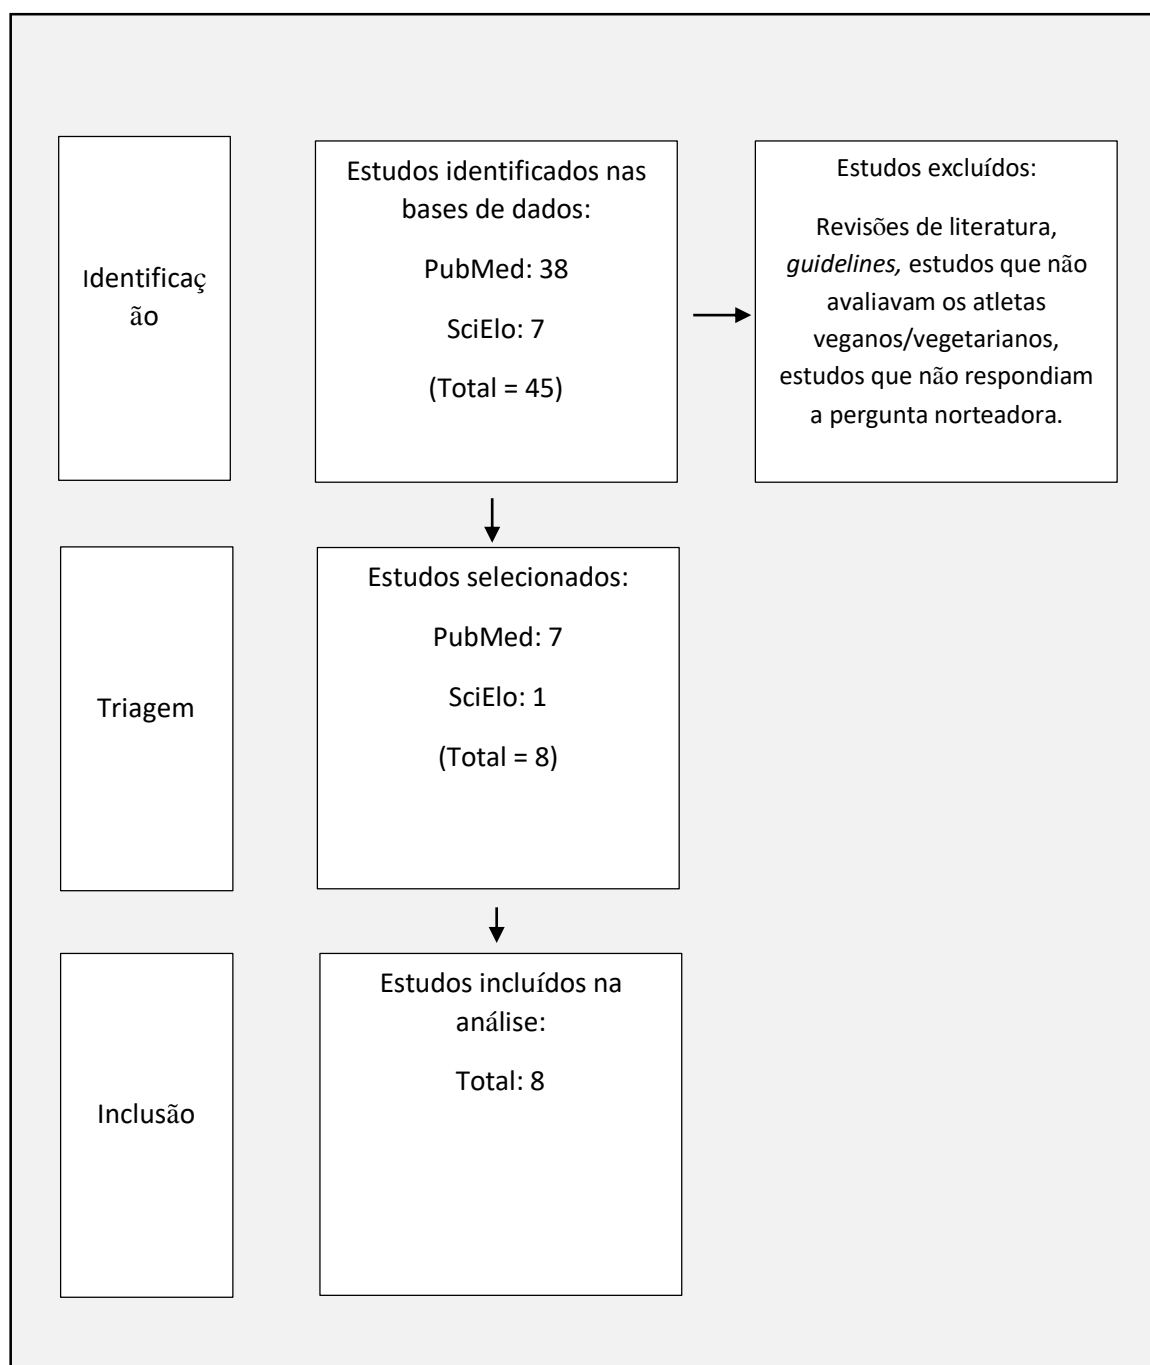 Identificaç
ão
Estudos identificados nas
bases de dados:
PubMed: 38
SciElo: 7
(Total = 45)
Estudos excluídos:
Revisões de literatura,
guidelines, estudos que não
avaliavam os atletas
veganos/vegetarianos,
estudos que não respondiam
a pergunta norteadora.
Triagem
Estudos selecionados:
PubMed: 7
SciElo: 1
(Total = 8)
Inclusão
Estudos incluídos na
análise:
Total: 8